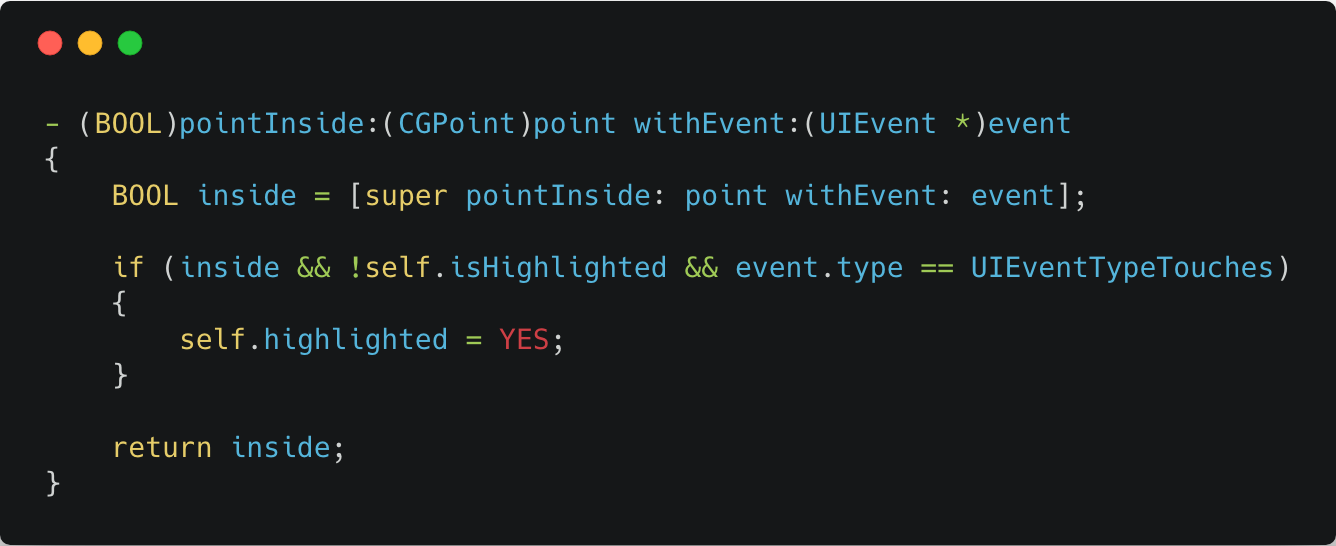 - (BOOL)pointInside:(CGPoint)point withEvent:(UIEvent *)event
{
    BOOL inside = [super pointInside: point withEvent: event];

    if (inside && !self.isHighlighted && event.type == UIEventTypeTouches)
    {
        self.highlighted = YES;
    }

    return inside;
}